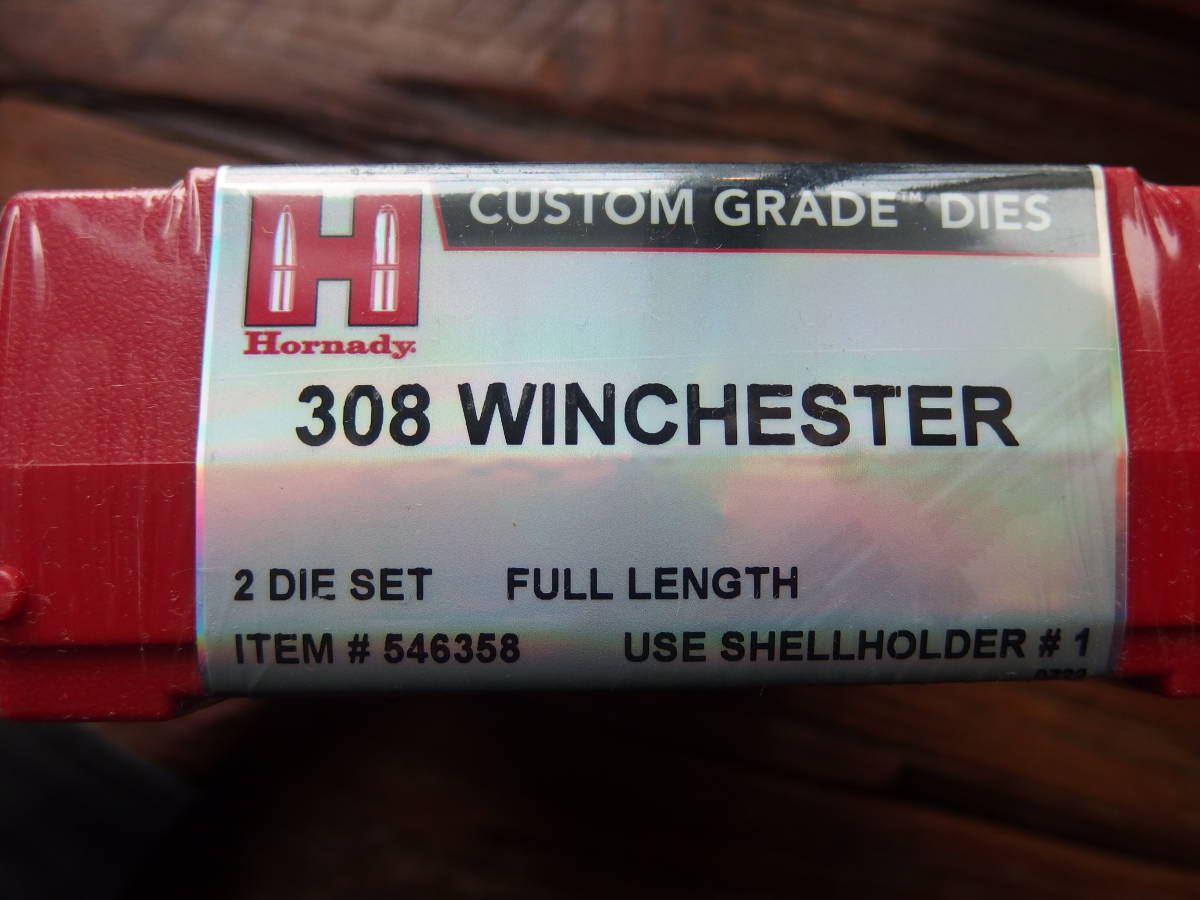 CUSTOM GRADE™ DIES
H
Hornady.
308 WINCHESTER
2 DIE SET FULL LENGTH
ITEM # 546358 USE SHELLHOLDER # 1